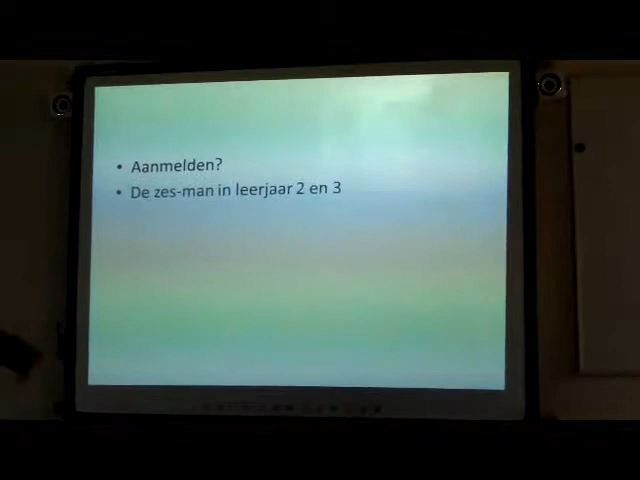 • Aanmelden?
• De zes-man in leerjaar 2 en 3